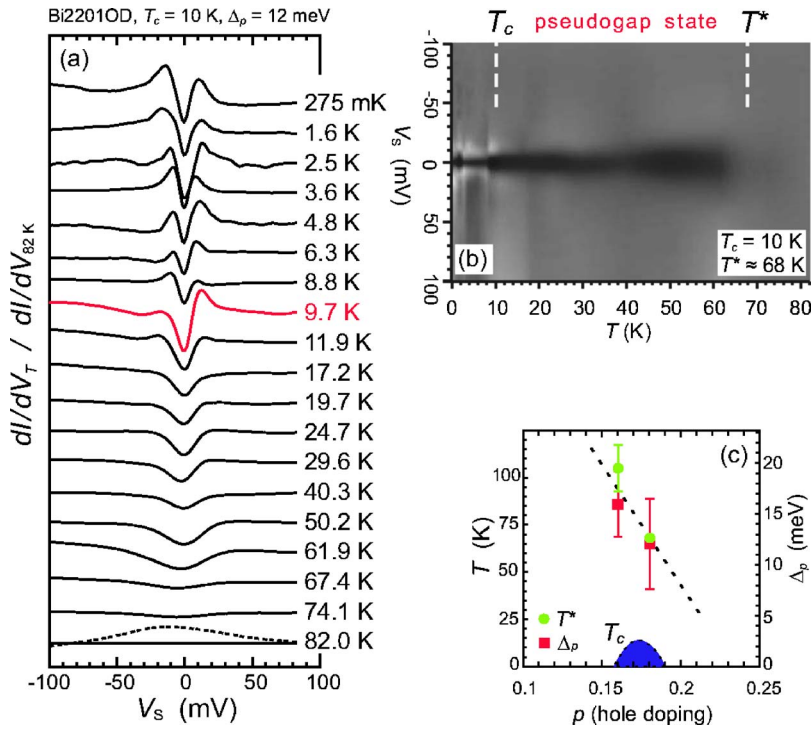 Bi2201OD, Tc = 10 K, Δp = 12 meV
(a)
275 mK
1.6 K
2.5 K
3.6 K
4.8 K
6.3 K
8.8 K
9.7 K
11.9 K
17.2 K
19.7 K
24.7 K
29.6 K
40.3 K
50.2 K
61.9 K
67.4 K
74.1 K
82.0 K
dI/dVT / dI/dV82 K
-100 -50 0 50 100
VS (mV)
Tc pseudogap state T*
-100
-50
0
50
100
Vs (mV)
(b)
Tc = 10 K
T* ≈ 68 K
0 10 20 30 40 50 60 70 80
T (K)
(c)
100
75
50
25
0
T (K)
20
15
10
5
0
Δp (meV)
T*
Δp
Tc
0.1 0.15 0.2 0.25
p (hole doping)